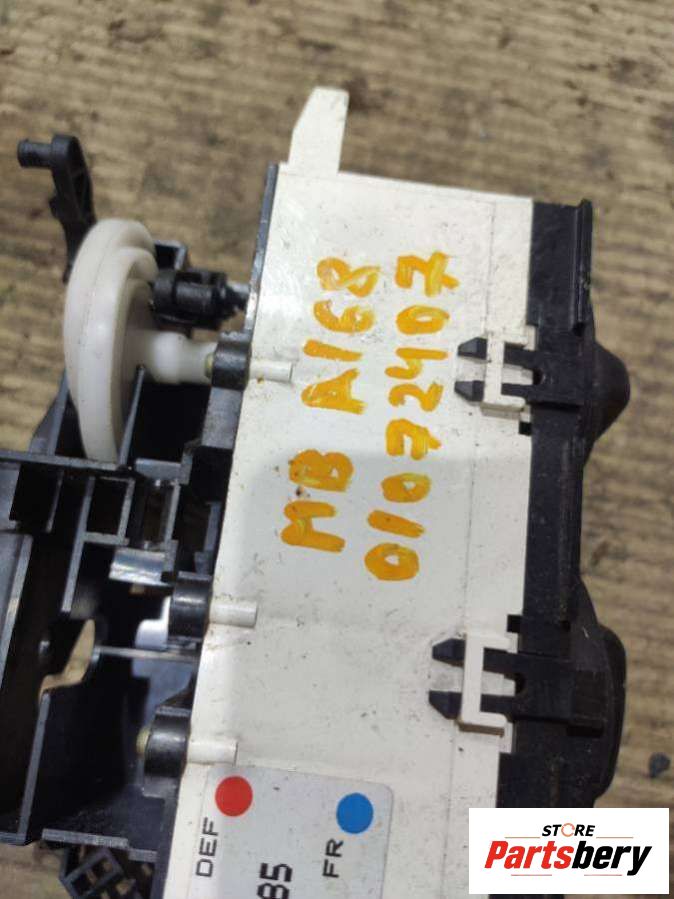 MB A168
01072407
DEF
FR
85
STORE
Partsbery